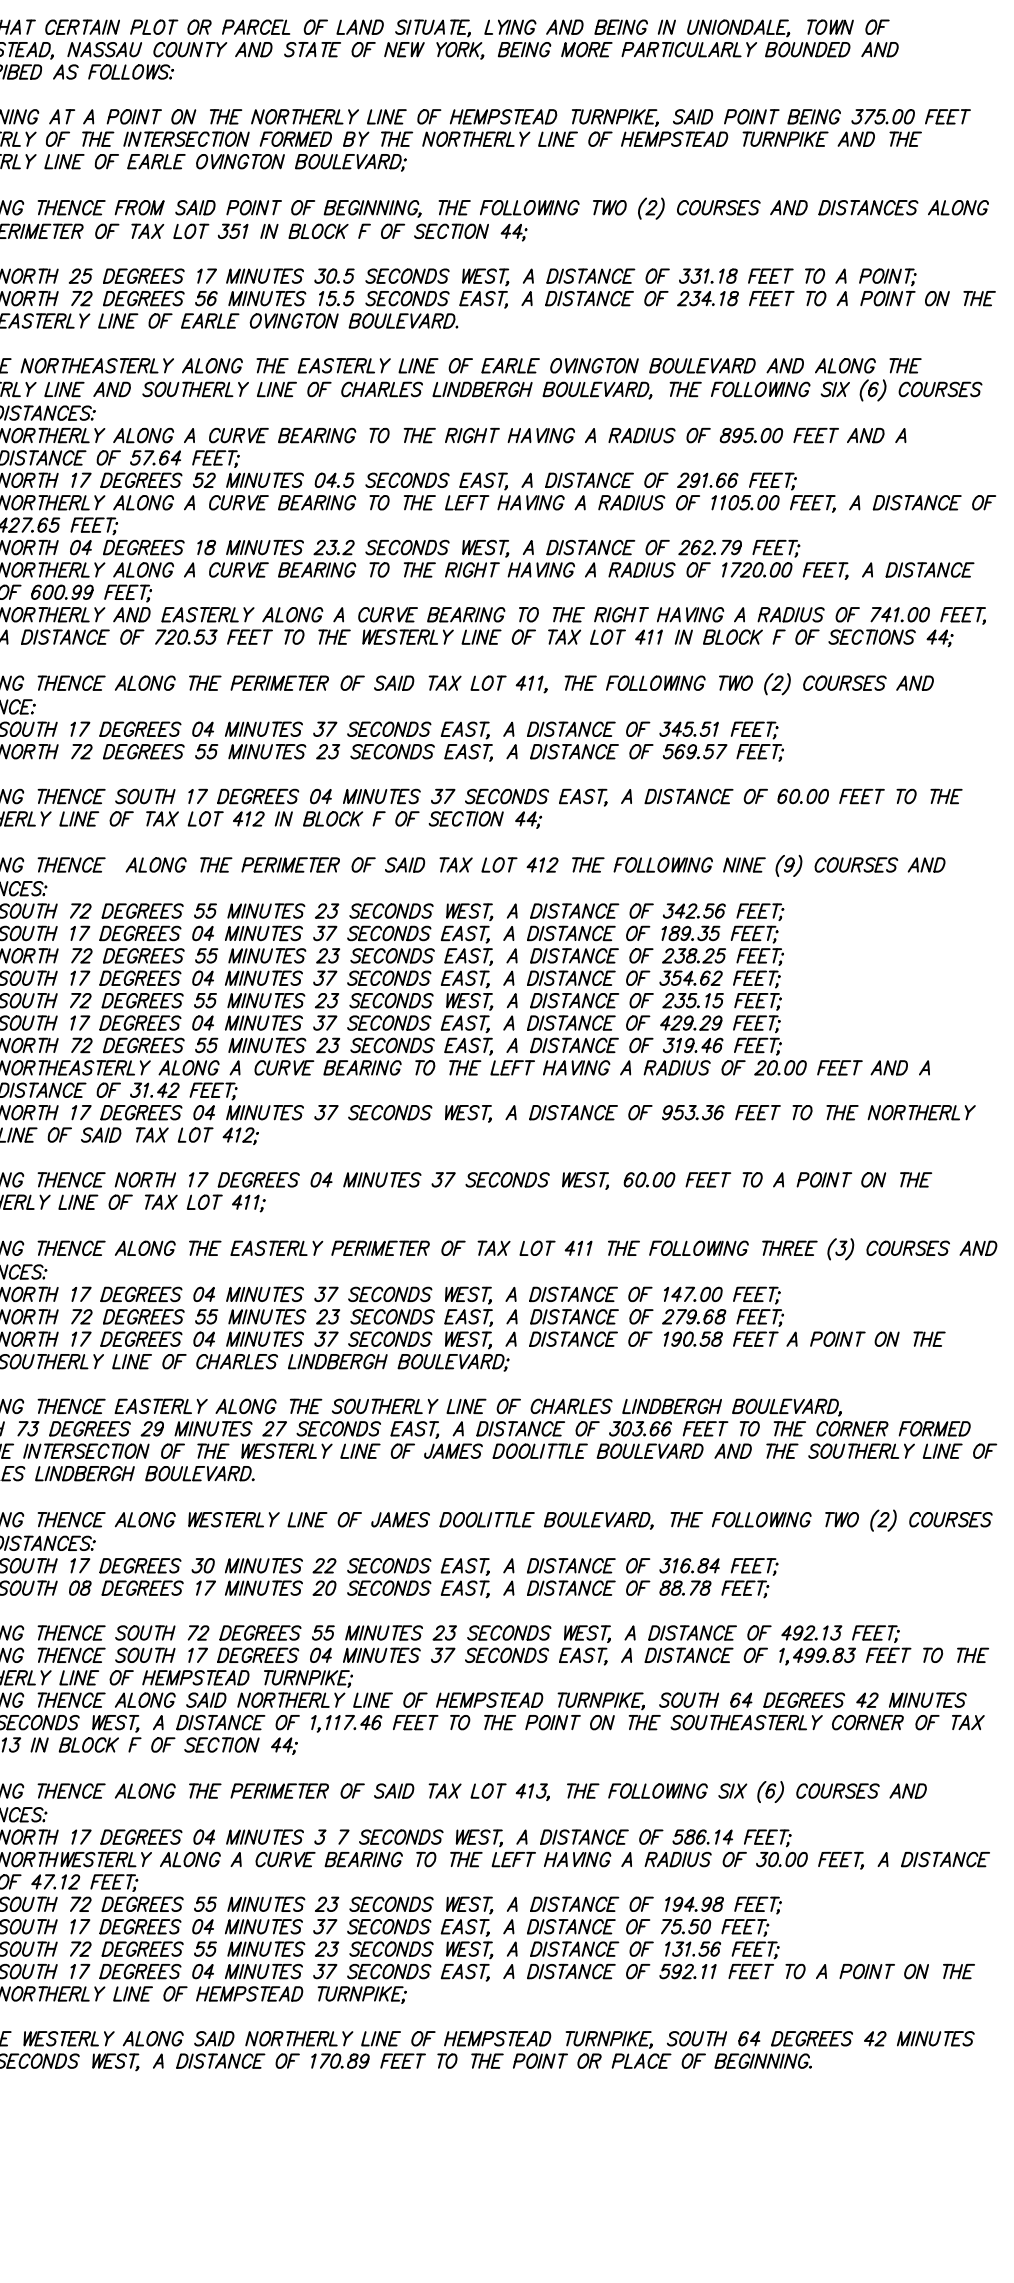 HAT CERTAIN PLOT OR PARCEL OF LAND SITUATE, LYING AND BEING IN UNIONDALE, TOWN OF
STEAD, NASSAU COUNTY AND STATE OF NEW YORK, BEING MORE PARTICULARLY BOUNDED AND
RIBED AS FOLLOWS:
NING AT A POINT ON THE NORTHERLY LINE OF HEMPSTEAD TURNPIKE, SAID POINT BEING 375.00 FEET
RLY OF THE INTERSECTION FORMED BY THE NORTHERLY LINE OF HEMPSTEAD TURNPIKE AND THE
RLY LINE OF EARLE OVINGTON BOULEVARD;
NG THENCE FROM SAID POINT OF BEGINNING, THE FOLLOWING TWO (2) COURSES AND DISTANCES ALONG
ERIMETER OF TAX LOT 351 IN BLOCK F OF SECTION 44;
NORTH 25 DEGREES 17 MINUTES 30.5 SECONDS WEST, A DISTANCE OF 331.18 FEET TO A POINT;
NORTH 72 DEGREES 56 MINUTES 15.5 SECONDS EAST, A DISTANCE OF 234.18 FEET TO A POINT ON THE
EASTERLY LINE OF EARLE OVINGTON BOULEVARD.
E NORTHEASTERLY ALONG THE EASTERLY LINE OF EARLE OVINGTON BOULEVARD AND ALONG THE
RLY LINE AND SOUTHERLY LINE OF CHARLES LINDBERGH BOULEVARD, THE FOLLOWING SIX (6) COURSES
DISTANCES:
NORTHERLY ALONG A CURVE BEARING TO THE RIGHT HAVING A RADIUS OF 895.00 FEET AND A
DISTANCE OF 57.64 FEET;
NORTH 17 DEGREES 52 MINUTES 04.5 SECONDS EAST, A DISTANCE OF 291.66 FEET;
NORTHERLY ALONG A CURVE BEARING TO THE LEFT HAVING A RADIUS OF 1105.00 FEET, A DISTANCE OF
427.65 FEET;
NORTH 04 DEGREES 18 MINUTES 23.2 SECONDS WEST, A DISTANCE OF 262.79 FEET;
NORTHERLY ALONG A CURVE BEARING TO THE RIGHT HAVING A RADIUS OF 1720.00 FEET, A DISTANCE
OF 600.99 FEET;
NORTHERLY AND EASTERLY ALONG A CURVE BEARING TO THE RIGHT HAVING A RADIUS OF 741.00 FEET,
A DISTANCE OF 720.53 FEET TO THE WESTERLY LINE OF TAX LOT 411 IN BLOCK F OF SECTIONS 44;
NG THENCE ALONG THE PERIMETER OF SAID TAX LOT 411, THE FOLLOWING TWO (2) COURSES AND
NCE:
SOUTH 17 DEGREES 04 MINUTES 37 SECONDS EAST, A DISTANCE OF 345.51 FEET;
NORTH 72 DEGREES 55 MINUTES 23 SECONDS EAST, A DISTANCE OF 569.57 FEET;
NG THENCE SOUTH 17 DEGREES 04 MINUTES 37 SECONDS EAST, A DISTANCE OF 60.00 FEET TO THE
HERLY LINE OF TAX LOT 412 IN BLOCK F OF SECTION 44;
NG THENCE ALONG THE PERIMETER OF SAID TAX LOT 412 THE FOLLOWING NINE (9) COURSES AND
NCES:
SOUTH 72 DEGREES 55 MINUTES 23 SECONDS WEST, A DISTANCE OF 342.56 FEET;
SOUTH 17 DEGREES 04 MINUTES 37 SECONDS EAST, A DISTANCE OF 189.35 FEET;
NORTH 72 DEGREES 55 MINUTES 23 SECONDS EAST, A DISTANCE OF 238.25 FEET;
SOUTH 17 DEGREES 04 MINUTES 37 SECONDS EAST, A DISTANCE OF 354.62 FEET;
SOUTH 72 DEGREES 55 MINUTES 23 SECONDS WEST, A DISTANCE OF 235.15 FEET;
SOUTH 17 DEGREES 04 MINUTES 37 SECONDS EAST, A DISTANCE OF 429.29 FEET;
NORTH 72 DEGREES 55 MINUTES 23 SECONDS EAST, A DISTANCE OF 319.46 FEET;
NORTHEASTERLY ALONG A CURVE BEARING TO THE LEFT HAVING A RADIUS OF 20.00 FEET AND A
DISTANCE OF 31.42 FEET;
NORTH 17 DEGREES 04 MINUTES 37 SECONDS WEST, A DISTANCE OF 953.36 FEET TO THE NORTHERLY
LINE OF SAID TAX LOT 412;
NG THENCE NORTH 17 DEGREES 04 MINUTES 37 SECONDS WEST, 60.00 FEET TO A POINT ON THE
HERLY LINE OF TAX LOT 411;
NG THENCE ALONG THE EASTERLY PERIMETER OF TAX LOT 411 THE FOLLOWING THREE (3) COURSES AND
NCES:
NORTH 17 DEGREES 04 MINUTES 37 SECONDS WEST, A DISTANCE OF 147.00 FEET;
NORTH 72 DEGREES 55 MINUTES 23 SECONDS EAST, A DISTANCE OF 279.68 FEET;
NORTH 17 DEGREES 04 MINUTES 37 SECONDS WEST, A DISTANCE OF 190.58 FEET A POINT ON THE
SOUTHERLY LINE OF CHARLES LINDBERGH BOULEVARD;
NG THENCE EASTERLY ALONG THE SOUTHERLY LINE OF CHARLES LINDBERGH BOULEVARD,
H 73 DEGREES 29 MINUTES 27 SECONDS EAST, A DISTANCE OF 303.66 FEET TO THE CORNER FORMED
E INTERSECTION OF THE WESTERLY LINE OF JAMES DOOLITTLE BOULEVARD AND THE SOUTHERLY LINE OF
LES LINDBERGH BOULEVARD.
NG THENCE ALONG WESTERLY LINE OF JAMES DOOLITTLE BOULEVARD, THE FOLLOWING TWO (2) COURSES
DISTANCES:
SOUTH 17 DEGREES 30 MINUTES 22 SECONDS EAST, A DISTANCE OF 316.84 FEET;
SOUTH 08 DEGREES 17 MINUTES 20 SECONDS EAST, A DISTANCE OF 88.78 FEET;
NG THENCE SOUTH 72 DEGREES 55 MINUTES 23 SECONDS WEST, A DISTANCE OF 492.13 FEET;
NG THENCE SOUTH 17 DEGREES 04 MINUTES 37 SECONDS EAST, A DISTANCE OF 1,499.83 FEET TO THE
HERLY LINE OF HEMPSTEAD TURNPIKE;
NG THENCE ALONG SAID NORTHERLY LINE OF HEMPSTEAD TURNPIKE, SOUTH 64 DEGREES 42 MINUTES
SECONDS WEST, A DISTANCE OF 1,117.46 FEET TO THE POINT ON THE SOUTHEASTERLY CORNER OF TAX
13 IN BLOCK F OF SECTION 44;
NG THENCE ALONG THE PERIMETER OF SAID TAX LOT 413, THE FOLLOWING SIX (6) COURSES AND
NCES:
NORTH 17 DEGREES 04 MINUTES 3 7 SECONDS WEST, A DISTANCE OF 586.14 FEET;
NORTHWESTERLY ALONG A CURVE BEARING TO THE LEFT HAVING A RADIUS OF 30.00 FEET, A DISTANCE
OF 47.12 FEET;
SOUTH 72 DEGREES 55 MINUTES 23 SECONDS WEST, A DISTANCE OF 194.98 FEET;
SOUTH 17 DEGREES 04 MINUTES 37 SECONDS EAST, A DISTANCE OF 75.50 FEET;
SOUTH 72 DEGREES 55 MINUTES 23 SECONDS WEST, A DISTANCE OF 131.56 FEET;
SOUTH 17 DEGREES 04 MINUTES 37 SECONDS EAST, A DISTANCE OF 592.11 FEET TO A POINT ON THE
NORTHERLY LINE OF HEMPSTEAD TURNPIKE;
E WESTERLY ALONG SAID NORTHERLY LINE OF HEMPSTEAD TURNPIKE, SOUTH 64 DEGREES 42 MINUTES
SECONDS WEST, A DISTANCE OF 170.89 FEET TO THE POINT OR PLACE OF BEGINNING.